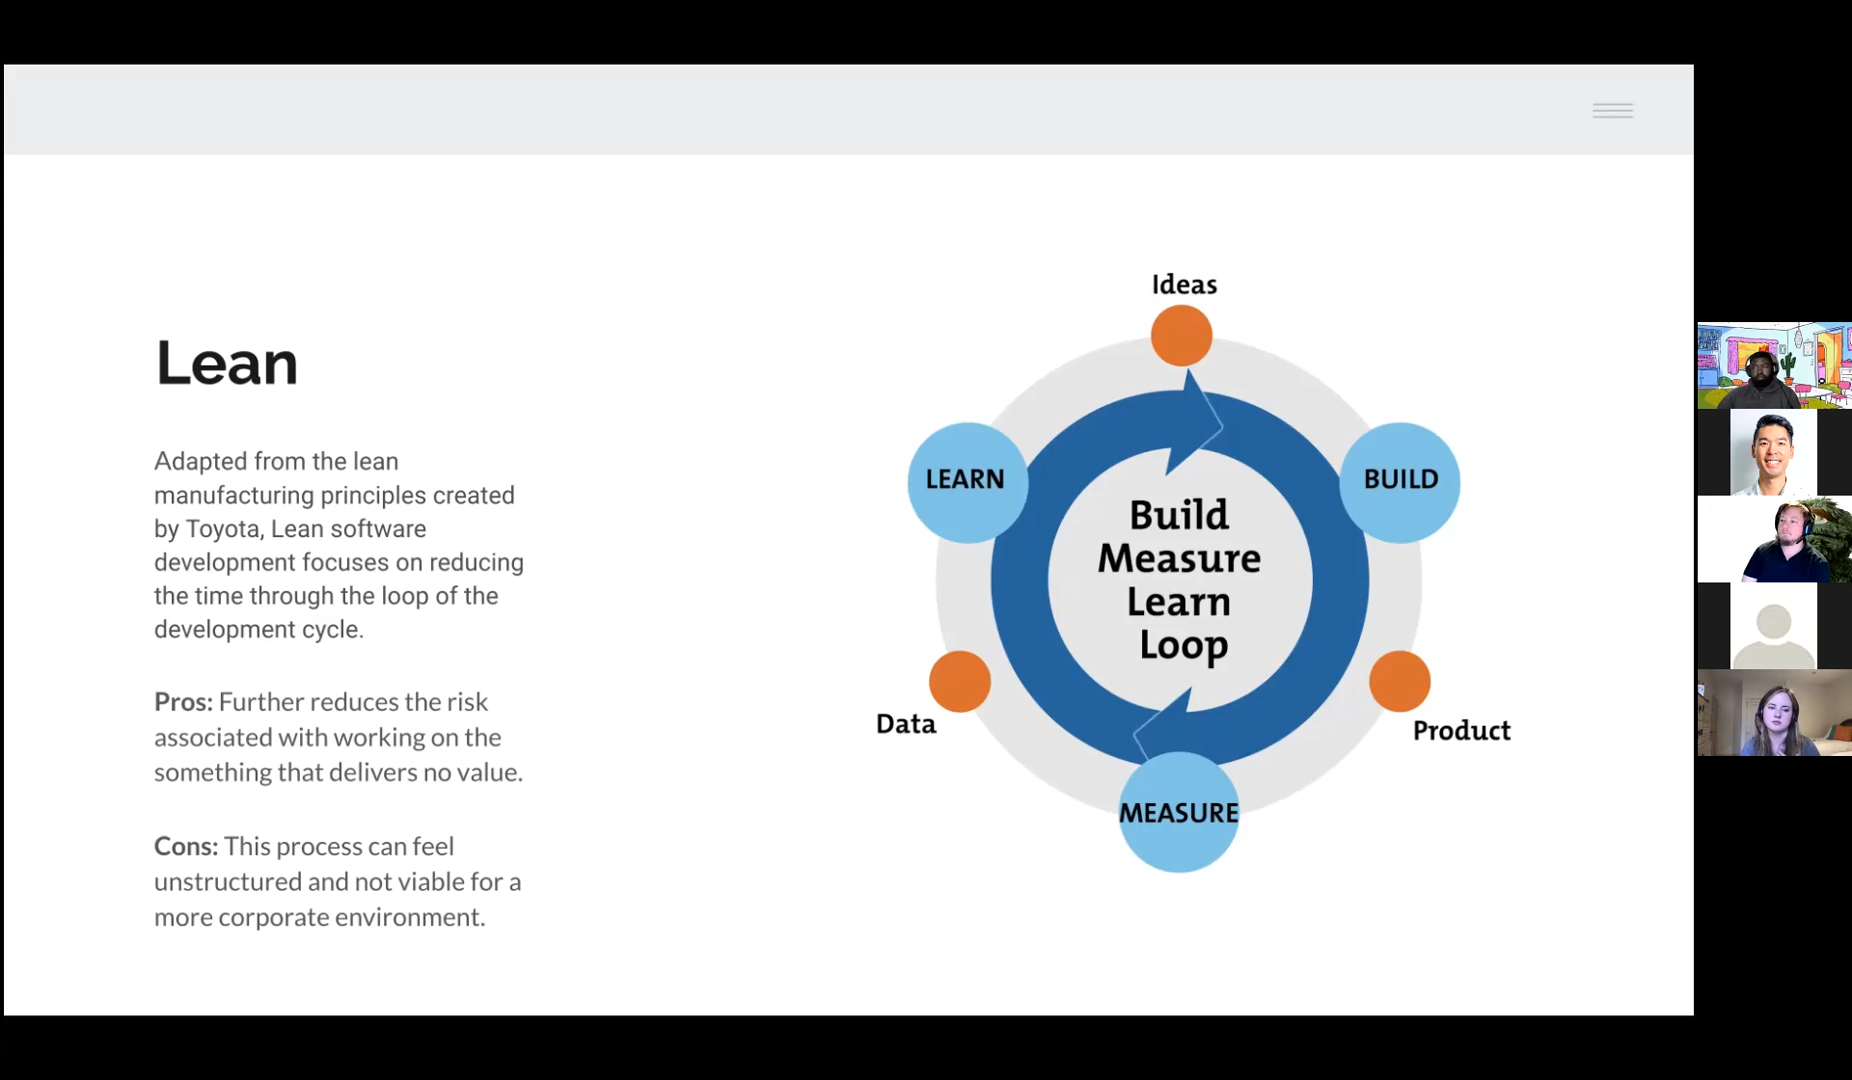 Lean
Adapted from the lean
manufacturing principles created
by Toyota, Lean software
development focuses on reducing
the time through the loop of the
development cycle.
Pros: Further reduces the risk
associated with working on the
something that delivers no value.
Cons: This process can feel
unstructured and not viable for a
more corporate environment.
Ideas
LEARN
BUILD
Build
Measure
Learn
Loop
Data
Product
MEASURE